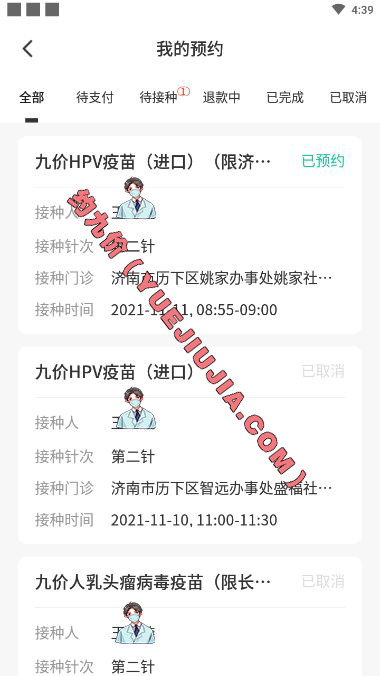 4:39
我的预约
全部 待支付 待接种 1 退款中 已完成 已取消
九价HPV疫苗（进口）（限济… 已预约
接种人
接种针次 第二针
接种门诊 济南市历下区姚家办事处姚家社…
接种时间 2021-11-11, 08:55-09:00
约九价（YUEJIUJIA.COM）
九价HPV疫苗（进口） 已取消
接种人
接种针次 第二针
接种门诊 济南市历下区智远办事处盛福社…
接种时间 2021-11-10, 11:00-11:30
九价人乳头瘤病毒疫苗（限长… 已取消
接种人
接种针次 第二针